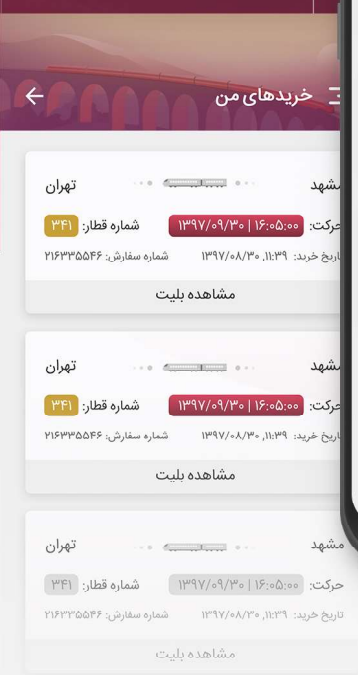 خریدهای من
مشهد تهران
حرکت: ۱۶:۰۵:۰۰ | ۱۳۹۷/۰۹/۳۰ شماره قطار: ۳۴۱
تاریخ خرید: ۱۱:۳۹, ۱۳۹۷/۰۸/۳۰ شماره سفارش: ۲۱۶۳۳۵۵۴۶
مشاهده بلیت
مشهد تهران
حرکت: ۱۶:۰۵:۰۰ | ۱۳۹۷/۰۹/۳۰ شماره قطار: ۳۴۱
تاریخ خرید: ۱۱:۳۹, ۱۳۹۷/۰۸/۳۰ شماره سفارش: ۲۱۶۳۳۵۵۴۶
مشاهده بلیت
مشهد تهران
حرکت: ۱۶:۰۵:۰۰ | ۱۳۹۷/۰۹/۳۰ شماره قطار: ۳۴۱
تاریخ خرید: ۱۱:۳۹, ۱۳۹۷/۰۸/۳۰ شماره سفارش: ۲۱۶۳۳۵۵۴۶
مشاهده بلیت